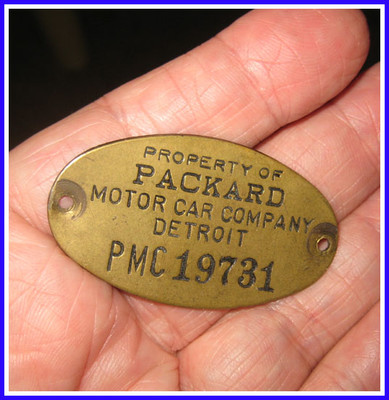 PROPERTY OF
PACKARD
MOTOR CAR COMPANY
DETROIT
PMC 19731